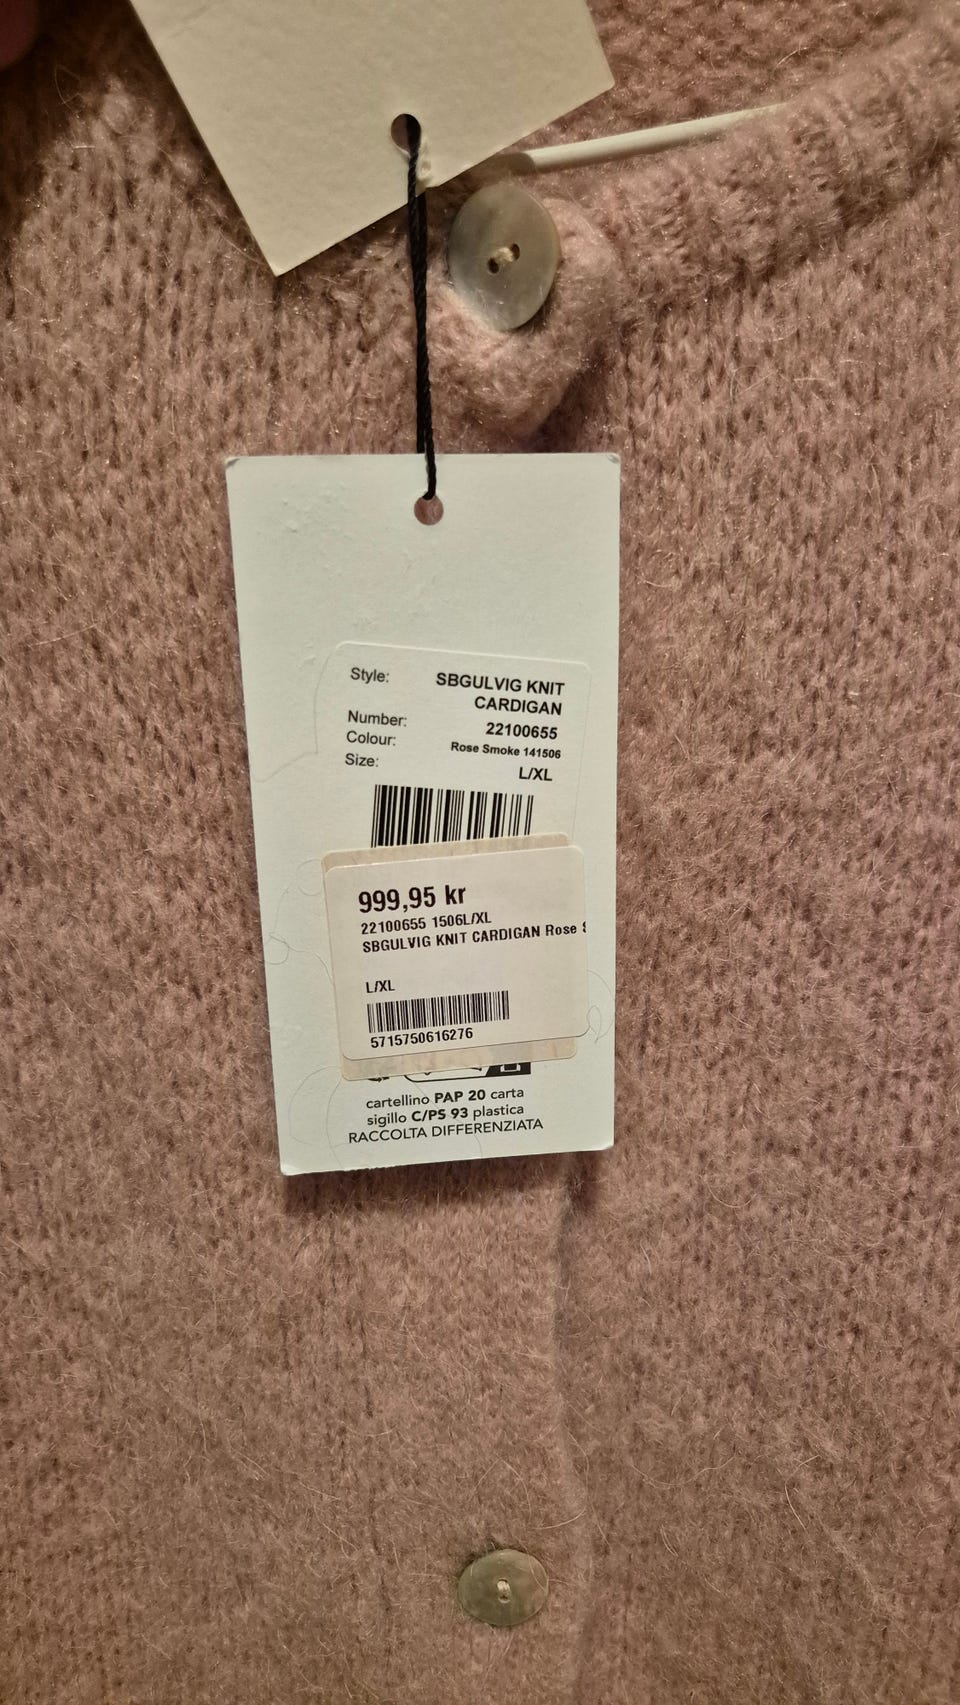 Style: SBGULVIG KNIT
CARDIGAN
Number: 22100655
Colour: Rose Smoke 141506
Size: L/XL
999,95 kr
22100655 1506L/XL
SBGULVIG KNIT CARDIGAN Rose
L/XL
5715750616276
cartellino PAP 20 carta
sigillo C/PS 93 plastica
RACCOLTA DIFFERENZIATA